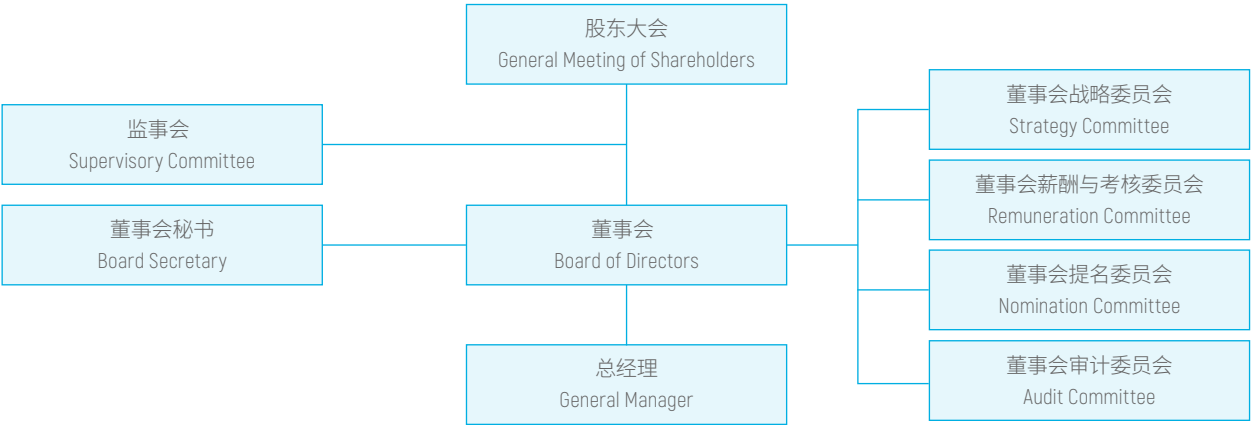 股东大会
General Meeting of Shareholders
监事会
Supervisory Committee
董事会秘书
Board Secretary
董事会
Board of Directors
总经理
General Manager
董事会战略委员会
Strategy Committee
董事会薪酬与考核委员会
Remuneration Committee
董事会提名委员会
Nomination Committee
董事会审计委员会
Audit Committee